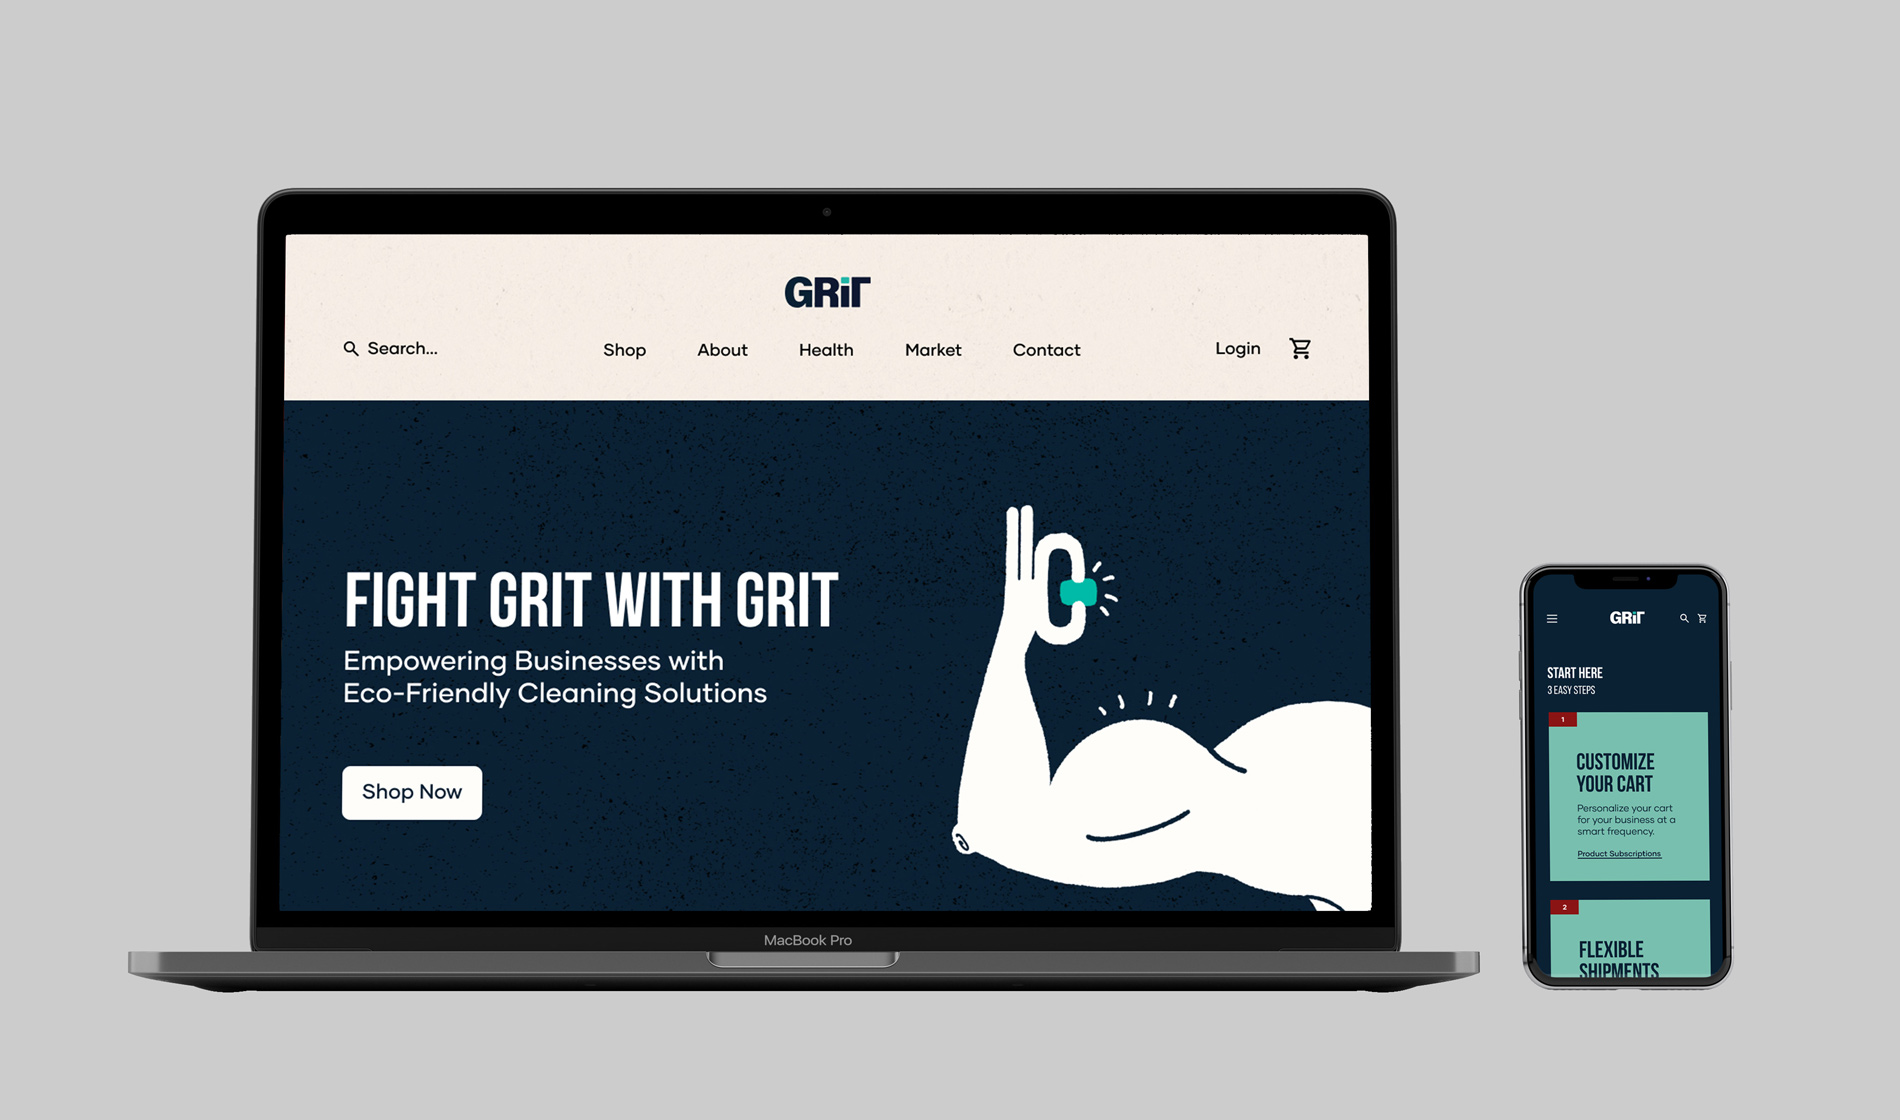 GRiT
Search...
Shop
About
Health
Market
Contact
Login
FIGHT GRIT WITH GRIT
Empowering Businesses with
Eco-Friendly Cleaning Solutions
Shop Now
MacBook Pro
GRiT
START HERE
3 EASY STEPS
1
CUSTOMIZE
YOUR CART
Personalize your cart
for your business at a
smart frequency.
Product Subscriptions
2
FLEXIBLE
SHIPMENTS